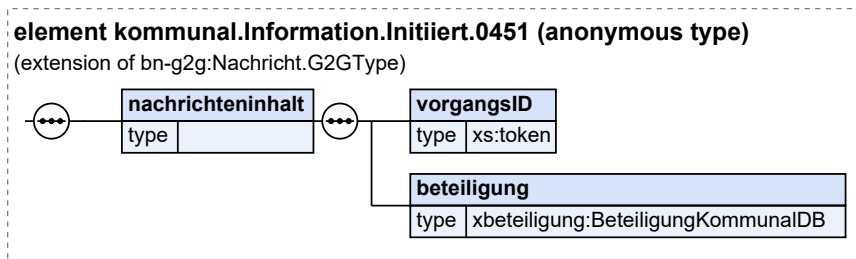 element kommunal.Information.Initiiert.0451 (anonymous type)
(extension of bn-g2g:Nachricht.G2GType)
nachrichteninhalt
type
vorgangsID
type xs:token
beteiligung
type xbeteiligung:BeteiligungKommunalDB